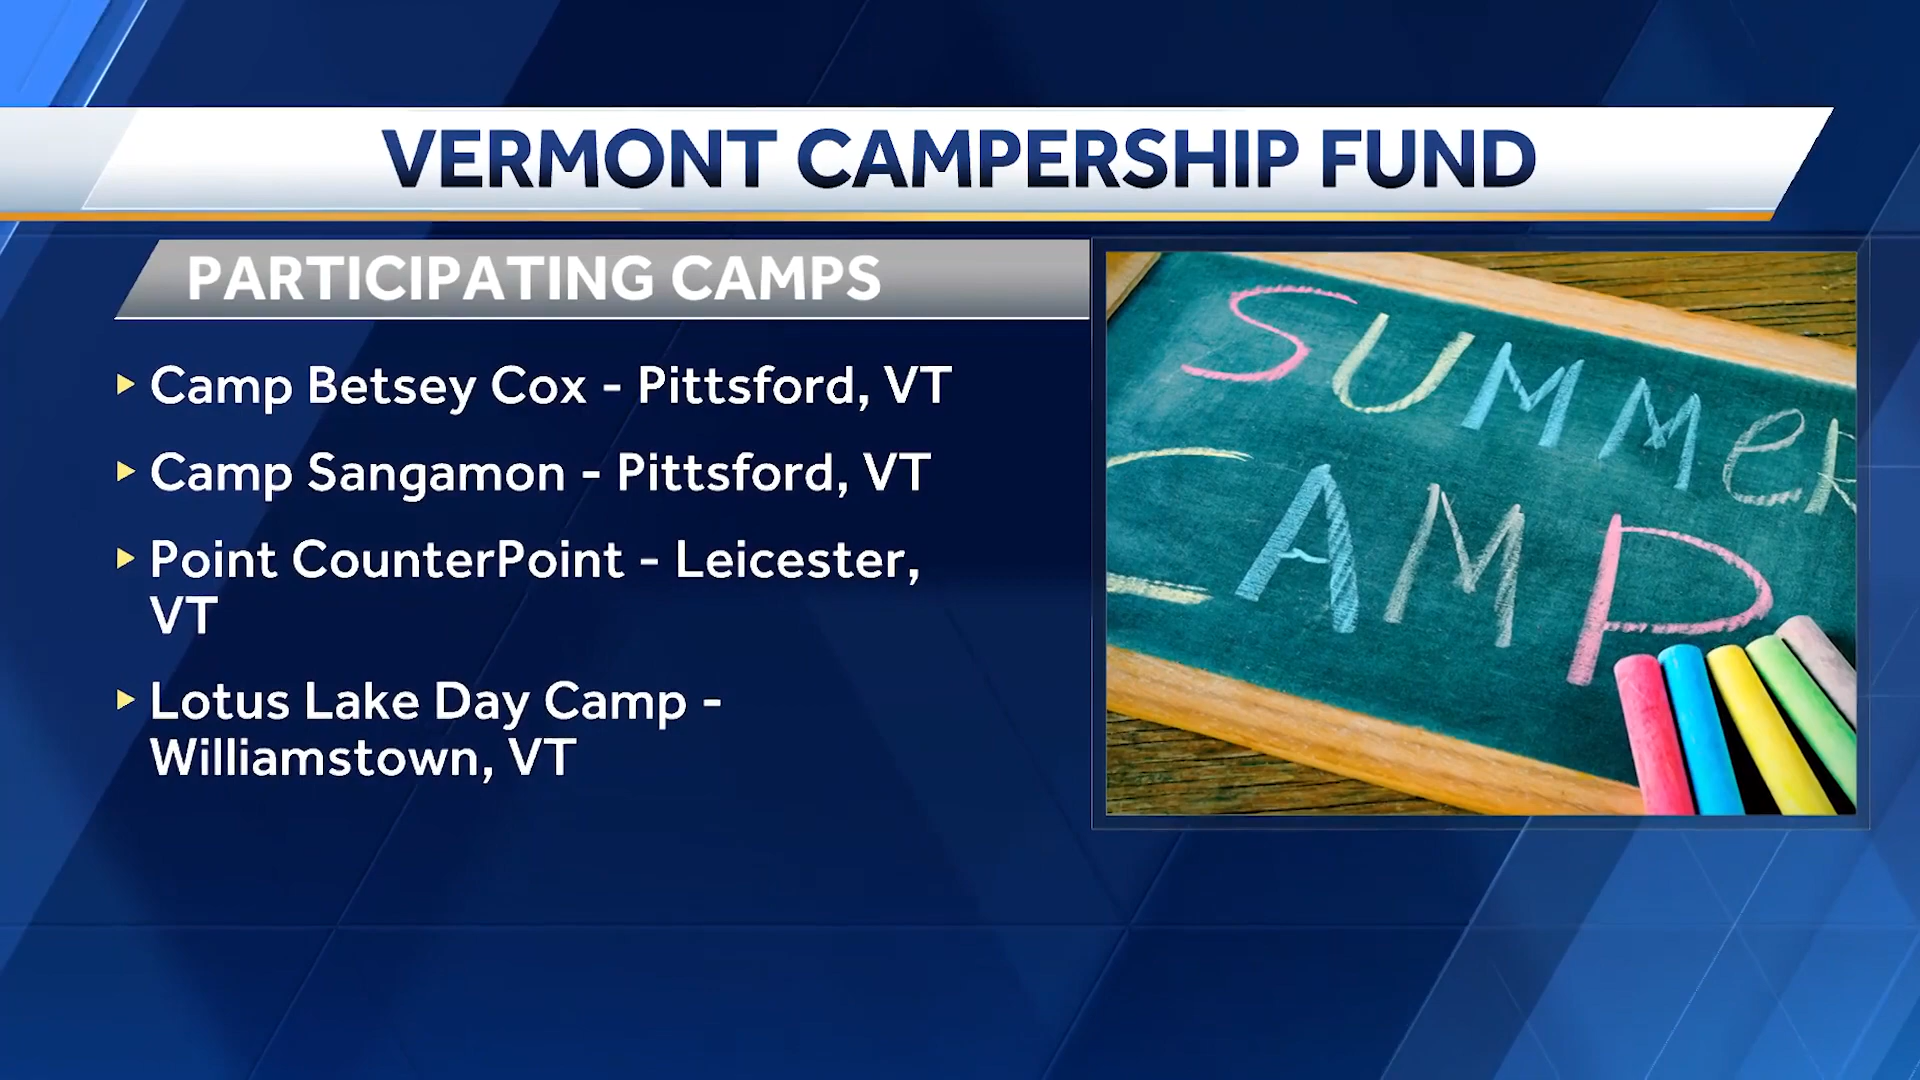 VERMONT CAMPERSHIP FUND
PARTICIPATING CAMPS
Camp Betsey Cox - Pittsford, VT
Camp Sangamon - Pittsford, VT
Point CounterPoint - Leicester,
VT
Lotus Lake Day Camp -
Williamstown, VT
SUMMeR
CAMP